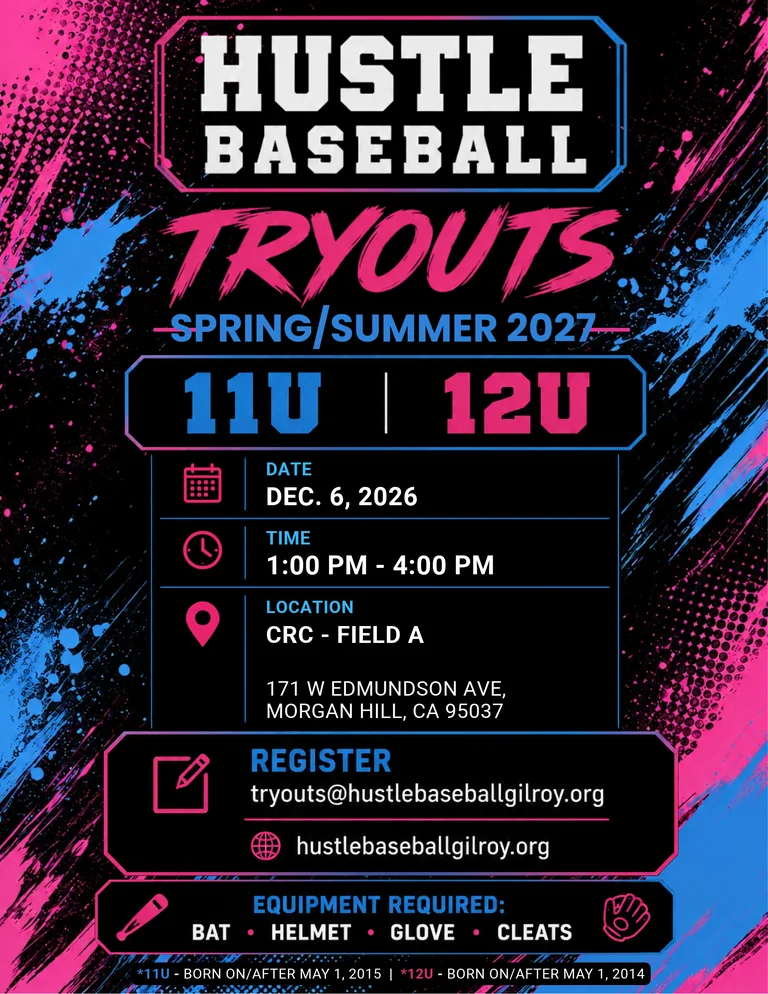 HUSTLE
BASEBALL
TRYOUTS
SPRING/SUMMER 2027
11U | 12U
DATE
DEC. 6, 2026
TIME
1:00 PM - 4:00 PM
LOCATION
CRC - FIELD A
171 W EDMUNDSON AVE,
MORGAN HILL, CA 95037
REGISTER
tryouts@hustlebaseballgilroy.org
hustlebaseballgilroy.org
EQUIPMENT REQUIRED:
BAT • HELMET • GLOVE • CLEATS
*11U - BORN ON/AFTER MAY 1, 2015 | *12U - BORN ON/AFTER MAY 1, 2014